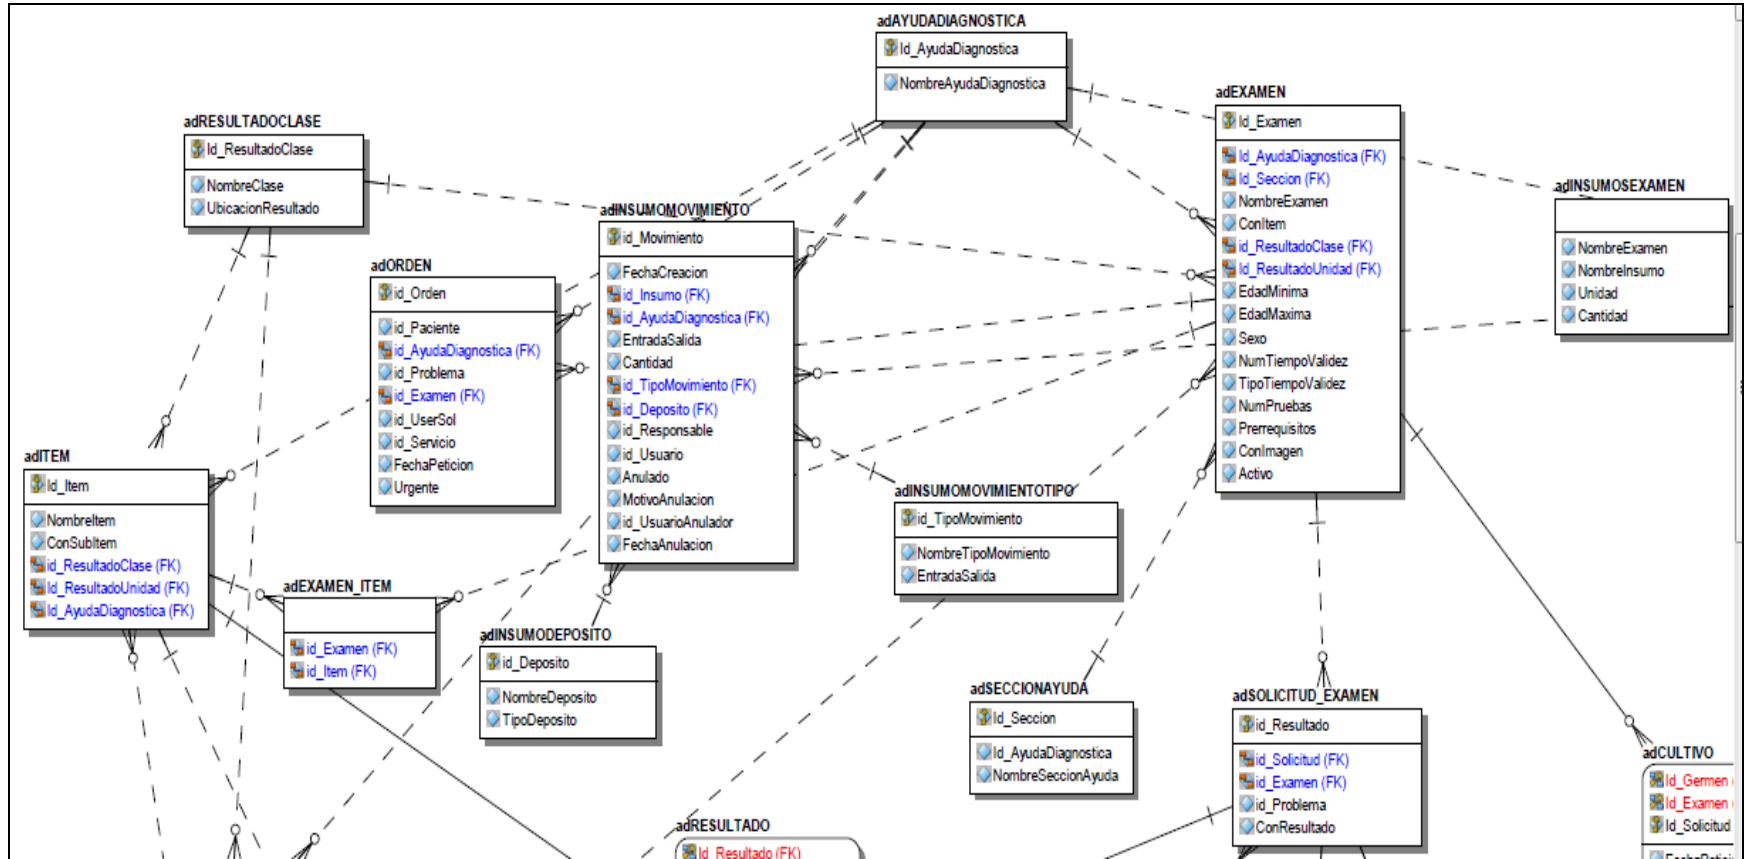 adAYUDADIAGNOSTICA
Id_AyudaDiagnostica
NombreAyudaDiagnostica
adEXAMEN
Id_Examen
Id_AyudaDiagnostica (FK)
Id_Seccion (FK)
NombreExamen
ConItem
id_ResultadoClase (FK)
Id_ResultadoUnidad (FK)
EdadMinima
EdadMaxima
Sexo
NumTiempoValidez
TipoTiempoValidez
NumPruebas
Prerrequisitos
ConImagen
Activo
adRESULTADOCLASE
Id_ResultadoClase
NombreClase
UbicacionResultado
adINSUMOSEXAMEN
NombreExamen
NombreInsumo
Unidad
Cantidad
adINSUMOMOVIMIENTO
id_Movimiento
FechaCreacion
id_Insumo (FK)
id_AyudaDiagnostica (FK)
EntradaSalida
Cantidad
id_TipoMovimiento (FK)
id_Deposito (FK)
id_Responsable
id_Usuario
Anulado
MotivoAnulacion
id_UsuarioAnulador
FechaAnulacion
adORDEN
id_Orden
id_Paciente
id_AyudaDiagnostica (FK)
id_Problema
id_Examen (FK)
id_UserSol
id_Servicio
FechaPeticion
Urgente
adITEM
Id_Item
NombreItem
ConSubItem
id_ResultadoClase (FK)
Id_ResultadoUnidad (FK)
Id_AyudaDiagnostica (FK)
adINSUMOMOVIMIENTOTIPO
id_TipoMovimiento
NombreTipoMovimiento
EntradaSalida
adEXAMEN_ITEM
id_Examen (FK)
id_Item (FK)
adINSUMODEPOSITO
id_Deposito
NombreDeposito
TipoDeposito
adSECCIONAYUDA
Id_Seccion
Id_AyudaDiagnostica
NombreSeccionAyuda
adSOLICITUD_EXAMEN
id_Resultado
id_Solicitud (FK)
id_Examen (FK)
id_Problema
ConResultado
adCULTIVO
Id_Germen
Id_Examen
Id_Solicitud
adRESULTADO
Id_Resultado (FK)